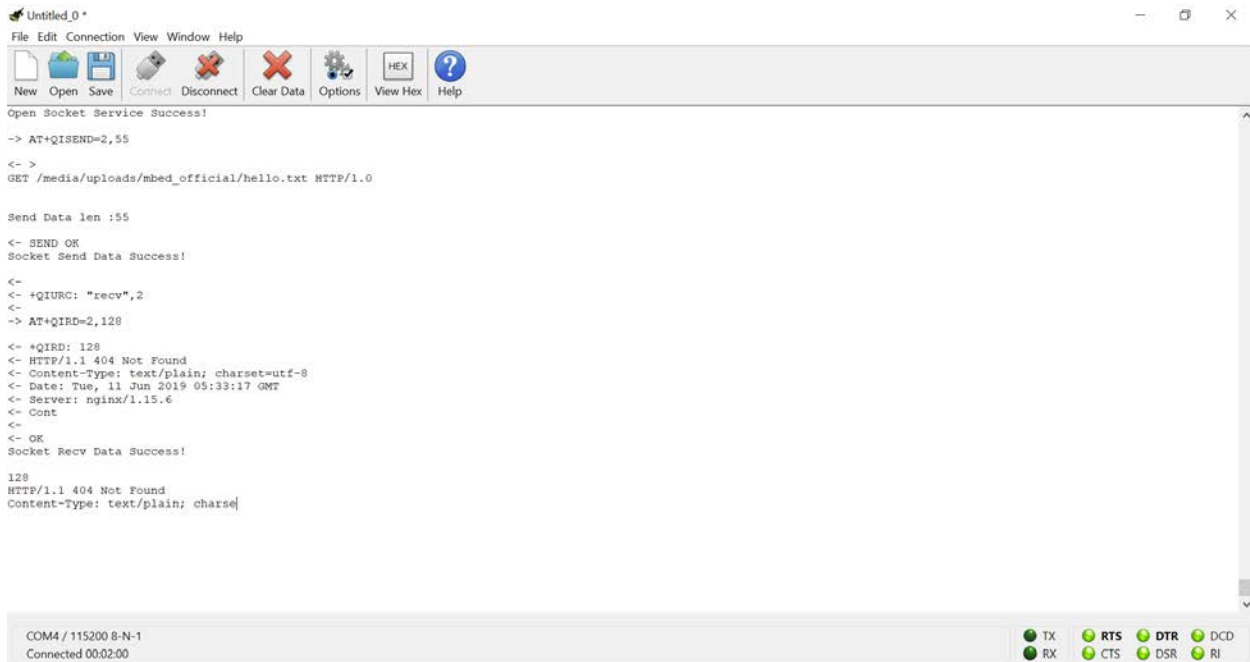 Untitled_0 *
File Edit Connection View Window Help
HEX
New Open Save Connect Disconnect Clear Data Options View Hex Help
Open Socket Service Success!
-> AT+QISEND=2,55
<- >
GET /media/uploads/mbed_official/hello.txt HTTP/1.0
Send Data len :55
<- SEND OK
Socket Send Data Success!
<-
<- +QIURC: "recv",2
<-
-> AT+QIRD=2,128
<- +QIRD: 128
<- HTTP/1.1 404 Not Found
<- Content-Type: text/plain; charset=utf-8
<- Date: Tue, 11 Jun 2019 05:33:17 GMT
<- Server: nginx/1.15.6
<- Cont
<-
<- OK
Socket Recv Data Success!
128
HTTP/1.1 404 Not Found
Content-Type: text/plain; charse
COM4 / 115200 8-N-1
Connected 00:02:00
TX RTS DTR DCD
RX CTS DSR RI